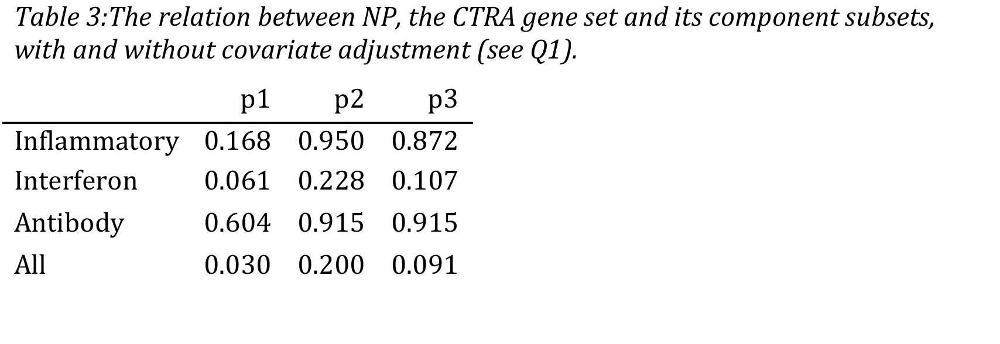 Table 3:The relation between NP, the CTRA gene set and its component subsets,
with and without covariate adjustment (see Q1).
p1 p2 p3
Inflammatory 0.168 0.950 0.872
Interferon 0.061 0.228 0.107
Antibody 0.604 0.915 0.915
All 0.030 0.200 0.091